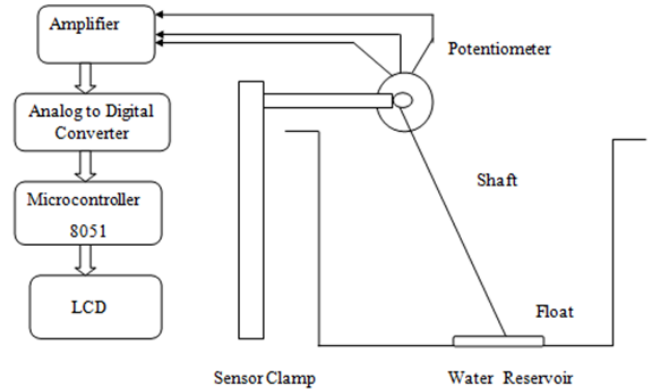 Amplifier
Potentiometer
Analog to Digital
Converter
Shaft
Microcontroller
8051
LCD
Float
Sensor Clamp
Water Reservoir